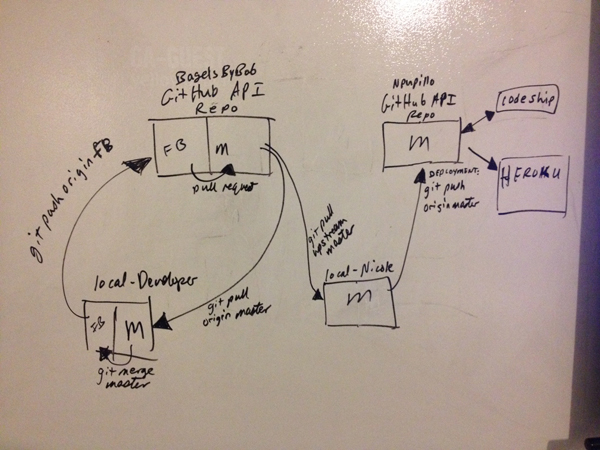 BagelsByBob
GitHub API
Repo
FB
m
pull request
git push origin FB
local-Developer
FB
m
git merge
master
git pull
origin master
git pull
upstream
master
local-Nicole
m
Npupillo
GitHub API
Repo
m
Codeship
HEROKU
DEPLOYMENT:
git push
origin master